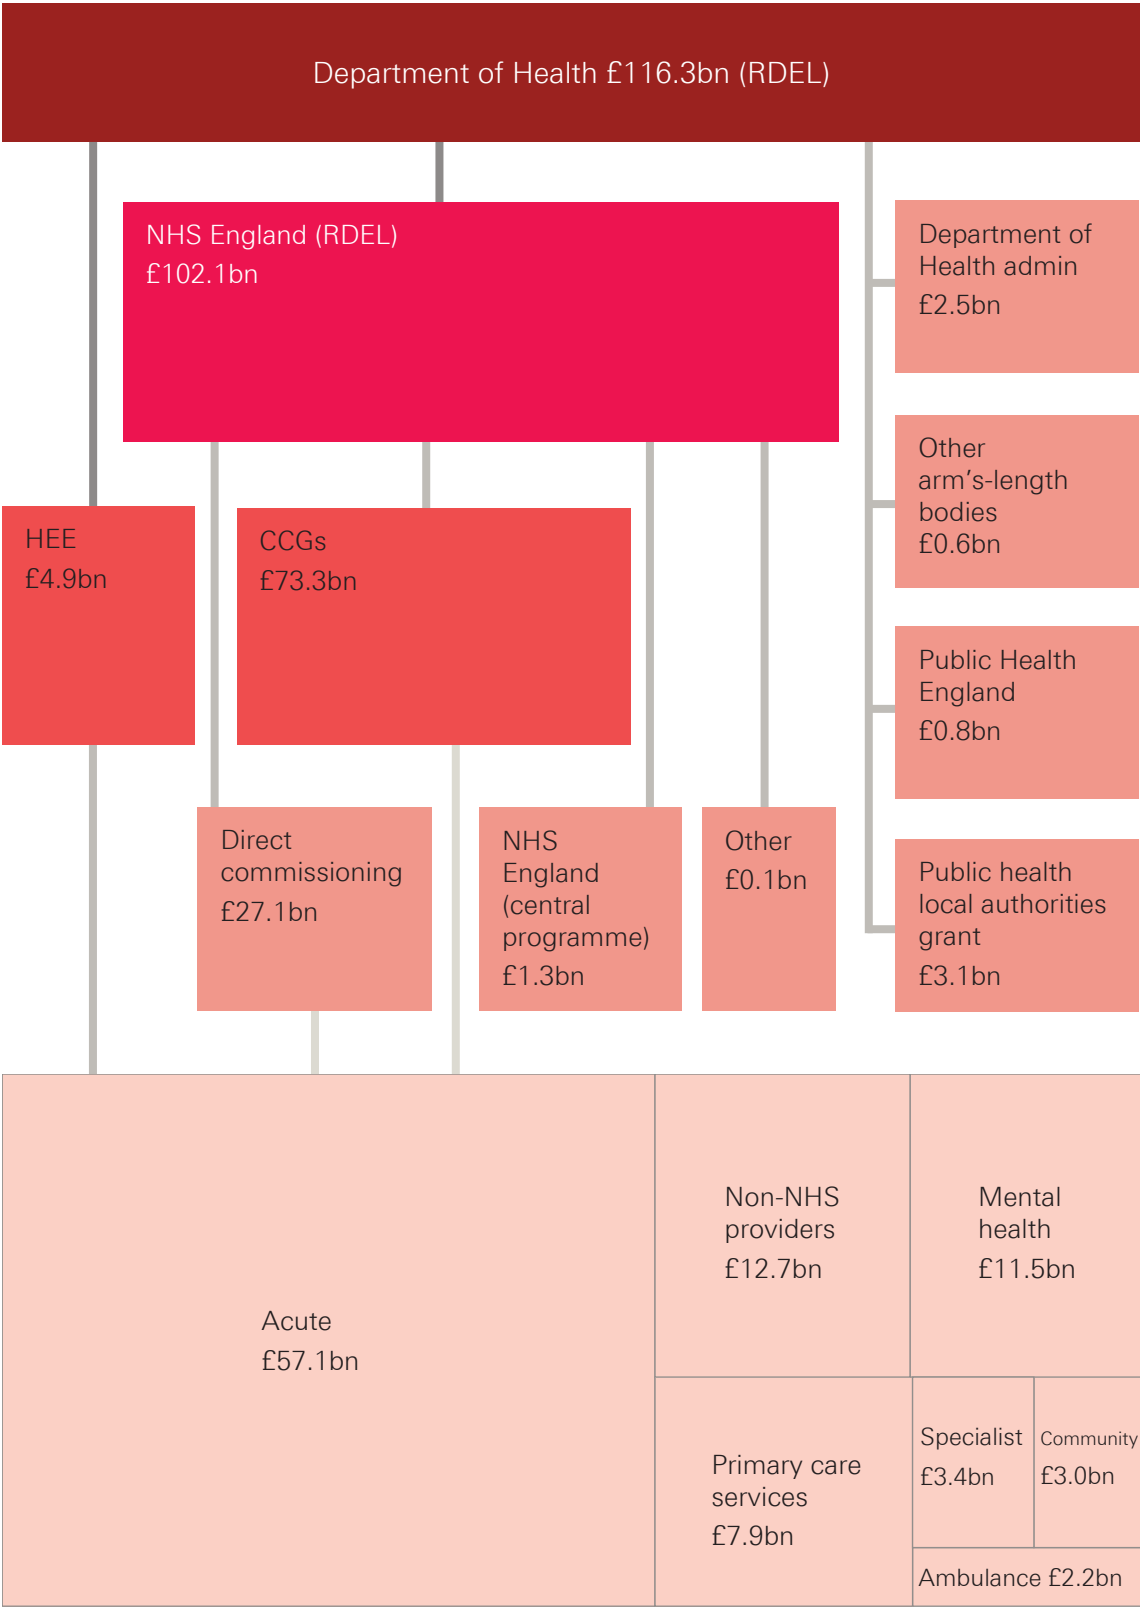 Department of Health £116.3bn (RDEL)
NHS England (RDEL)
£102.1bn
Department of
Health admin
£2.5bn
Other
arm's-length
bodies
£0.6bn
HEE
£4.9bn
CCGs
£73.3bn
Public Health
England
£0.8bn
Direct
commissioning
£27.1bn
NHS
England
(central
programme)
£1.3bn
Other
£0.1bn
Public health
local authorities
grant
£3.1bn
Acute
£57.1bn
Non-NHS
providers
£12.7bn
Mental
health
£11.5bn
Primary care
services
£7.9bn
Specialist
£3.4bn
Community
£3.0bn
Ambulance £2.2bn